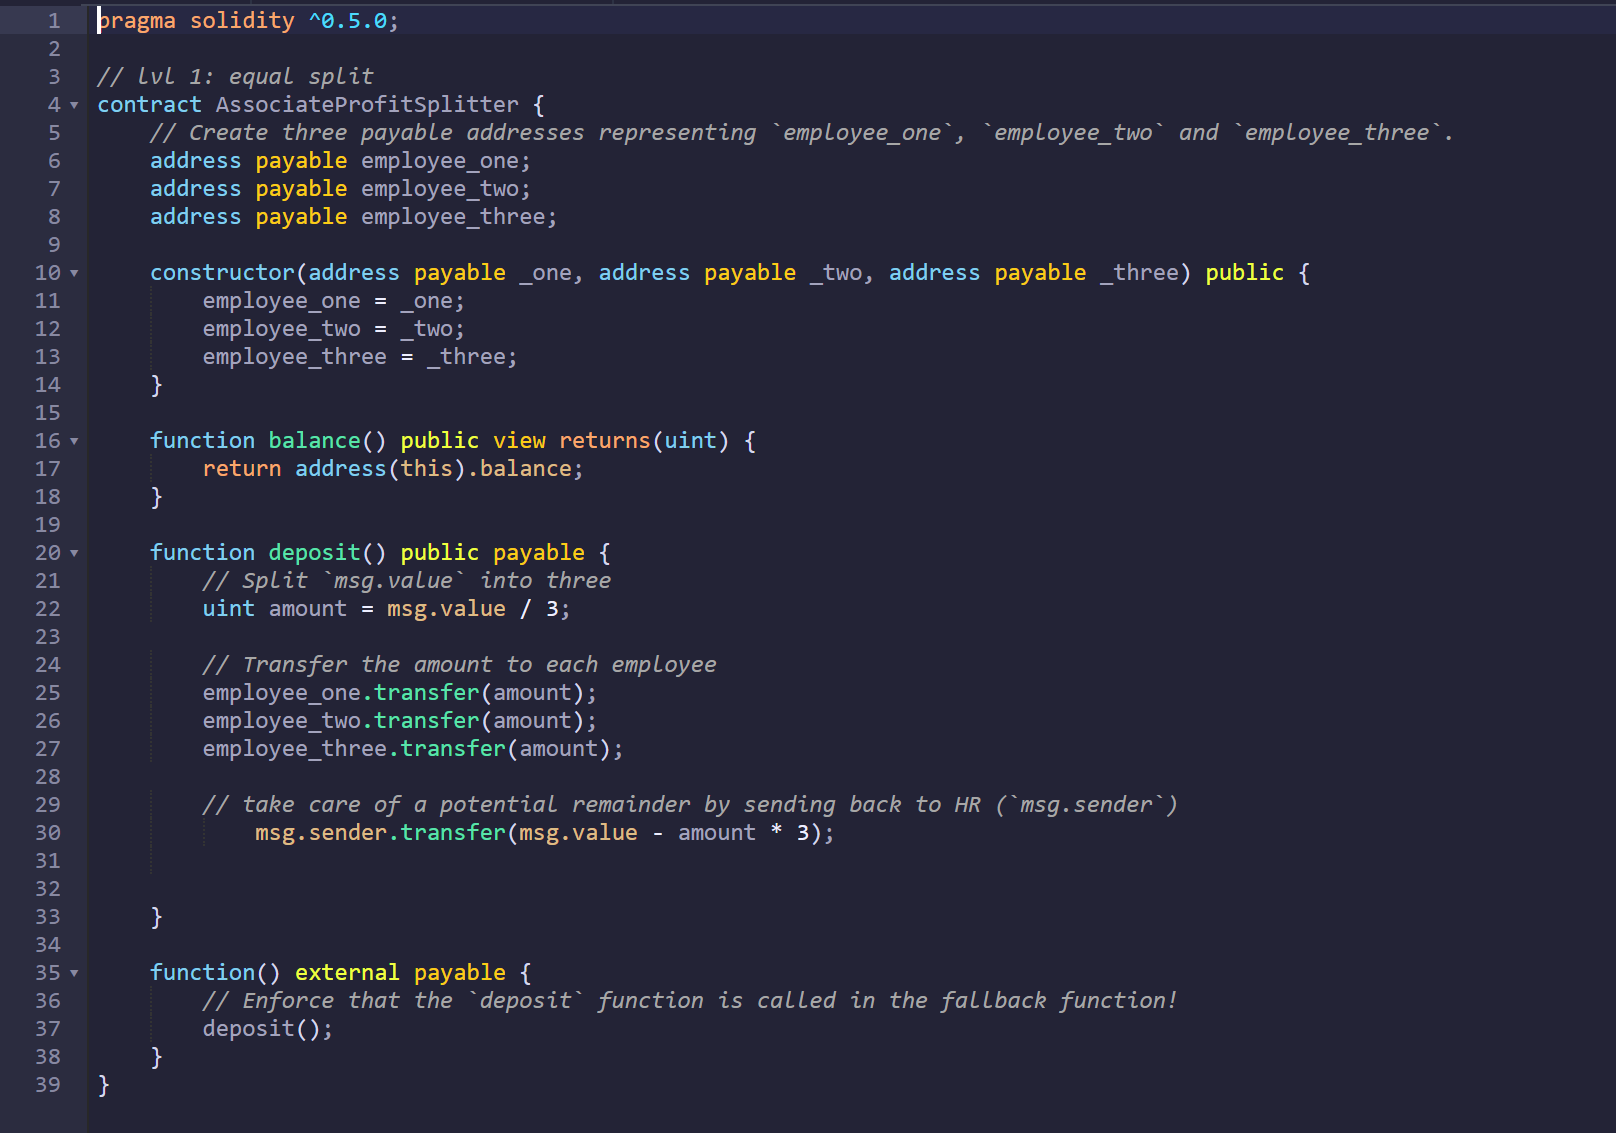 1 pragma solidity ^0.5.0;
2
3 // lvl 1: equal split
4 contract AssociateProfitSplitter {
5     // Create three payable addresses representing `employee_one`, `employee_two` and `employee_three`.
6     address payable employee_one;
7     address payable employee_two;
8     address payable employee_three;
9
10     constructor(address payable _one, address payable _two, address payable _three) public {
11         employee_one = _one;
12         employee_two = _two;
13         employee_three = _three;
14     }
15
16     function balance() public view returns(uint) {
17         return address(this).balance;
18     }
19
20     function deposit() public payable {
21         // Split `msg.value` into three
22         uint amount = msg.value / 3;
23
24         // Transfer the amount to each employee
25         employee_one.transfer(amount);
26         employee_two.transfer(amount);
27         employee_three.transfer(amount);
28
29         // take care of a potential remainder by sending back to HR (`msg.sender`)
30             msg.sender.transfer(msg.value - amount * 3);
31
32
33     }
34
35     function() external payable {
36         // Enforce that the `deposit` function is called in the fallback function!
37         deposit();
38     }
39 }